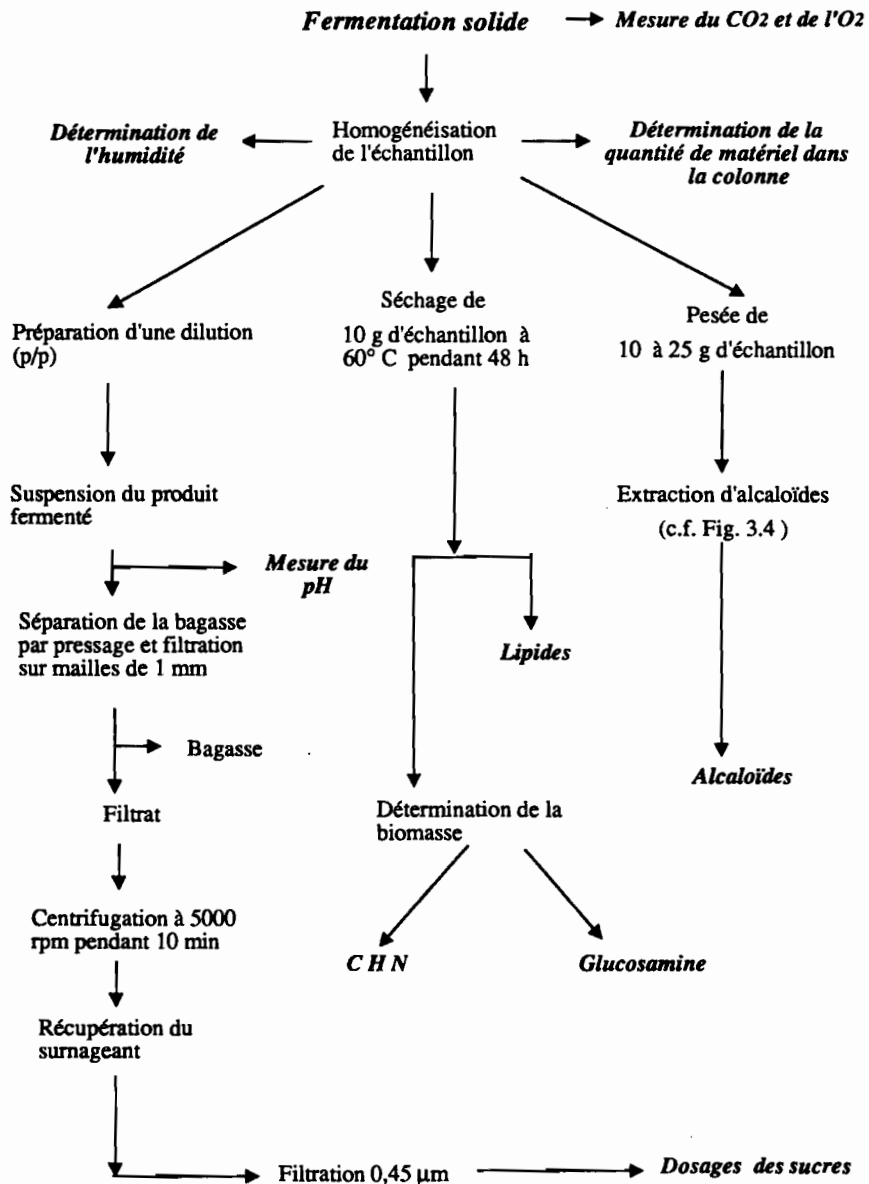 Fermentation solide
Mesure du CO2 et de l'O2
Détermination de
l'humidité
Homogénéisation
de l'échantillon
Détermination de la
quantité de matériel dans
la colonne
Préparation d'une dilution
(p/p)
Séchage de
10 g d'échantillon à
60° C pendant 48 h
Pesée de
10 à 25 g d'échantillon
Suspension du produit
fermenté
Extraction d'alcaloïdes
(c.f. Fig. 3.4 )
Mesure du
pH
Séparation de la bagasse
par pressage et filtration
sur mailles de 1 mm
Lipides
Bagasse
Alcaloïdes
Filtrat
Détermination de la
biomasse
Centrifugation à 5000
rpm pendant 10 min
C H N
Glucosamine
Récupération du
surnageant
Filtration 0,45 µm
Dosages des sucres